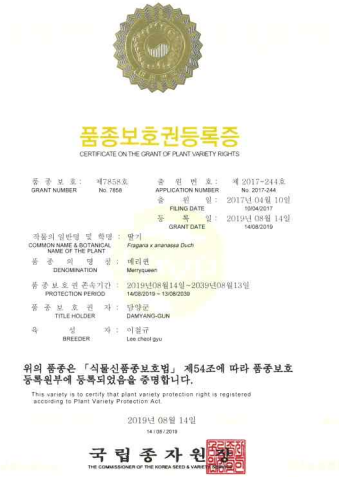 품종보호권등록증
CERTIFICATE ON THE GRANT OF PLANT VARIETY RIGHTS
품 종 보 호 : 제7858호 출 원 번 호 : 제 2017-244호
GRANT NUMBER No. 7858 APPLICATION NUMBER No. 2017-244
출 원 일 : 2017년 04월 10일
FILING DATE 10/04/2017
등 록 일 : 2019년 08월 14일
GRANT DATE 14/08/2019
작물의 일반명 및 학명 : 딸기
COMMON NAME & BOTANICAL NAME OF THE PLANT Fragaria x ananassa Duch
품 종 의 명 칭 : 메리퀸
DENOMINATION Merryqueen
품 종 보 호 권 존속기간 : 2019년08월14일~2039년08월13일
PROTECTION PERIOD 14/08/2019 ~ 13/08/2039
품 종 보 호 권 자 : 담양군
TITLE HOLDER DAMYANG-GUN
육 성 자 : 이철규
BREEDER Lee cheol gyu
위의 품종은 「식물신품종보호법」 제54조에 따라 품종보호
등록원부에 등록되었음을 증명합니다.
This variety is to certify that plant variety protection right is registered
according to Plant Variety Protection Act.
2019년 08월 14일
14 / 08 / 2019
국립종자원장
THE COMMISSIONER OF THE KOREA SEED & VARIETY